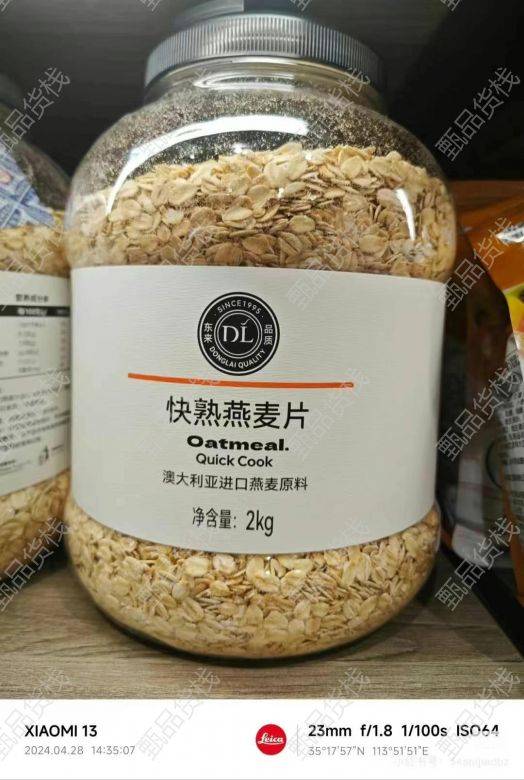 ·SINCE1995·
东来 DL 品质
DONGLAI QUALITY
快熟燕麦片
Oatmeal.
Quick Cook
澳大利亚进口燕麦原料
净含量：2kg
XIAOMI 13
2024.04.28 14:35:07
Leica
23mm f/1.8 1/100s ISO64
35°17'57"N 113°51'51"E
甄品货栈